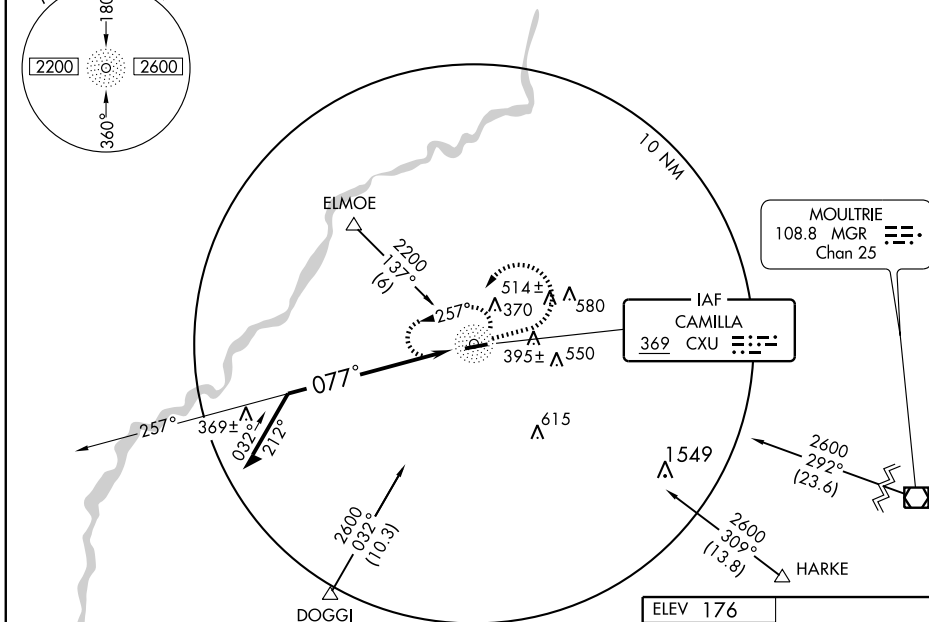 180
2200
2600
360°
10 NM
ELMOE
2200
137°
(6)
MOULTRIE
108.8 MGR
Chan 25
257°
514±
370
580
IAF
CAMILLA
369 CXU
395±
550
077°
257°
369±
032°
212°
615
1549
2600
292°
(23.6)
2600
032°
(10.3)
2600
309°
(13.8)
HARKE
DOGGI
ELEV 176